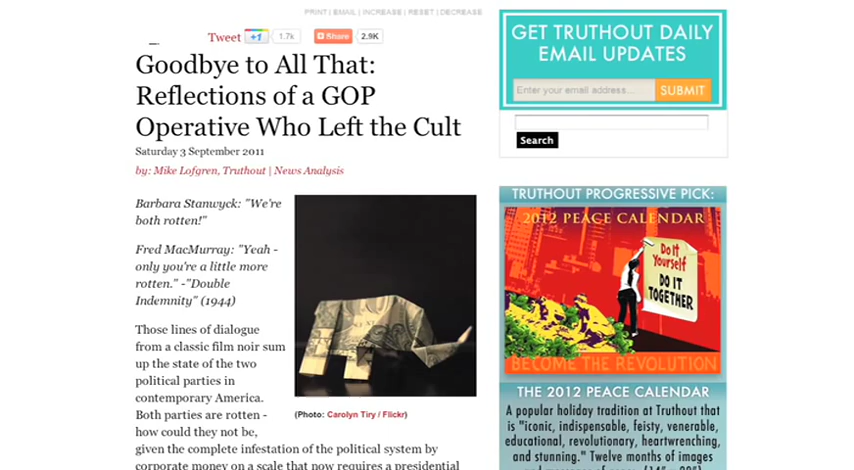 PRINT | EMAIL | INCREASE | RESET | DECREASE
Tweet +1 1.7k Share 2.9K
Goodbye to All That:
Reflections of a GOP
Operative Who Left the Cult
Saturday 3 September 2011
by: Mike Lofgren, Truthout | News Analysis
Barbara Stanwyck: "We're
both rotten!"
Fred MacMurray: "Yeah -
only you're a little more
rotten." -"Double
Indemnity" (1944)
Those lines of dialogue
from a classic film noir sum
up the state of the two
political parties in
contemporary America.
Both parties are rotten -
how could they not be,
given the complete infestation of the political system by
corporate money on a scale that now requires a presidential
(Photo: Carolyn Tiry / Flickr)
GET TRUTHOUT DAILY
EMAIL UPDATES
Enter your email address... SUBMIT
Search
TRUTHOUT PROGRESSIVE PICK:
2012 PEACE CALENDAR
Do It
Yourself
DO IT
TOGETHER
BECOME THE REVOLUTION
THE 2012 PEACE CALENDAR
A popular holiday tradition at Truthout that
is "iconic, indispensable, feisty, venerable,
educational, revolutionary, heartwrenching,
and stunning." Twelve months of images